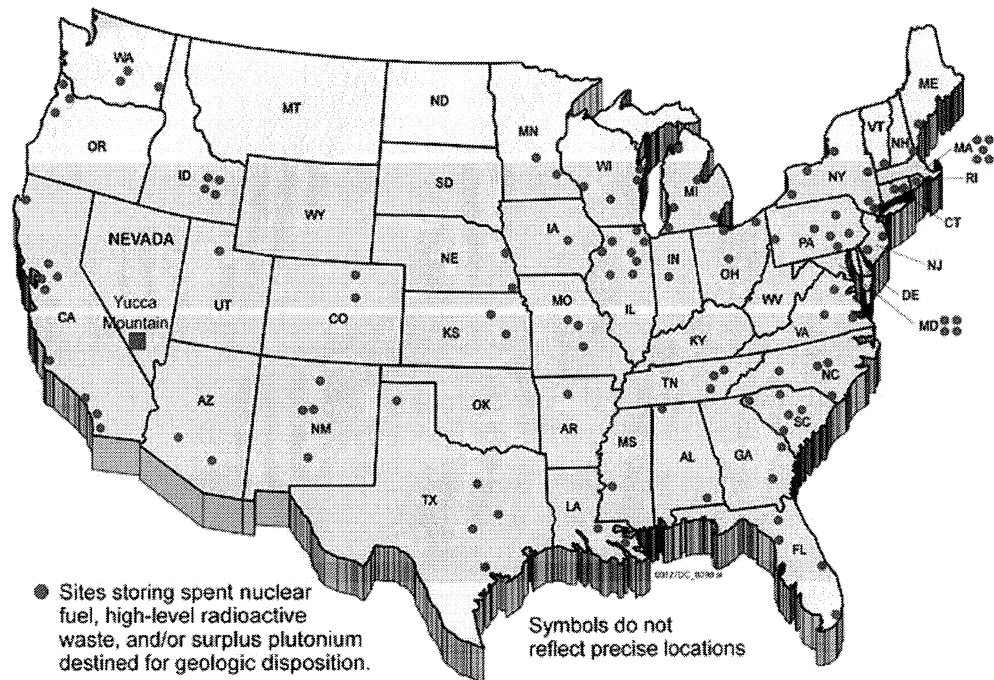 WA
MT
ND
MN
ME
VT
NH
MA
RI
CT
NJ
DE
MD
OR
ID
WY
SD
WI
MI
NY
NEVADA
Yucca
Mountain
CA
UT
CO
NE
IA
IL
IN
OH
PA
WV
VA
KS
MO
KY
AZ
NM
OK
AR
TN
NC
SC
MS
AL
GA
TX
LA
FL
Sites storing spent nuclear
fuel, high-level radioactive
waste, and/or surplus plutonium
destined for geologic disposition.
Symbols do not
reflect precise locations